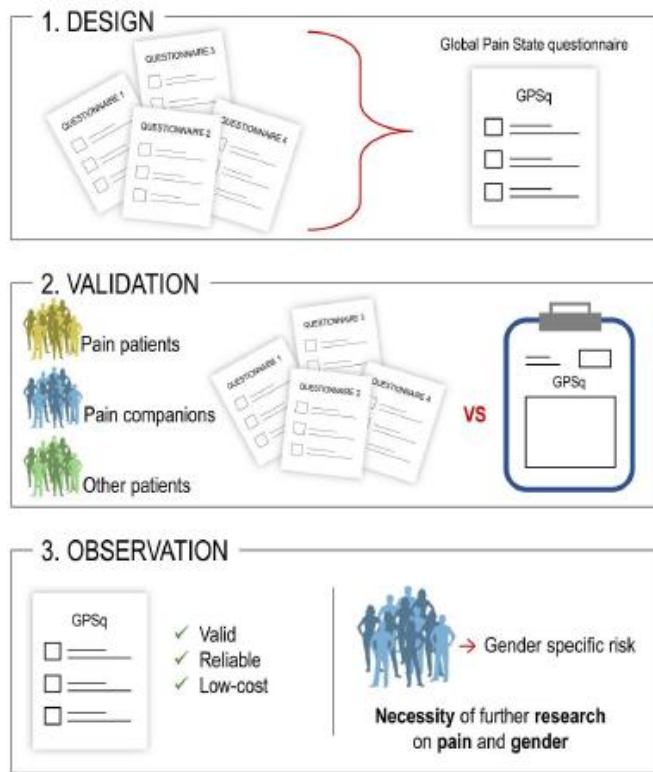 1. DESIGN
QUESTIONNAIRE 3
QUESTIONNAIRE 1
QUESTIONNAIRE 2
QUESTIONNAIRE 4
Global Pain State questionnaire
GPSq
2. VALIDATION
Pain patients
Pain companions
Other patients
QUESTIONNAIRE 3
QUESTIONNAIRE 1
QUESTIONNAIRE
QUESTIONNAIRE 4
VS
GPSq
3. OBSERVATION
GPSq
✓ Valid
✓ Reliable
✓ Low-cost
→ Gender specific risk
Necessity of further research
on pain and gender